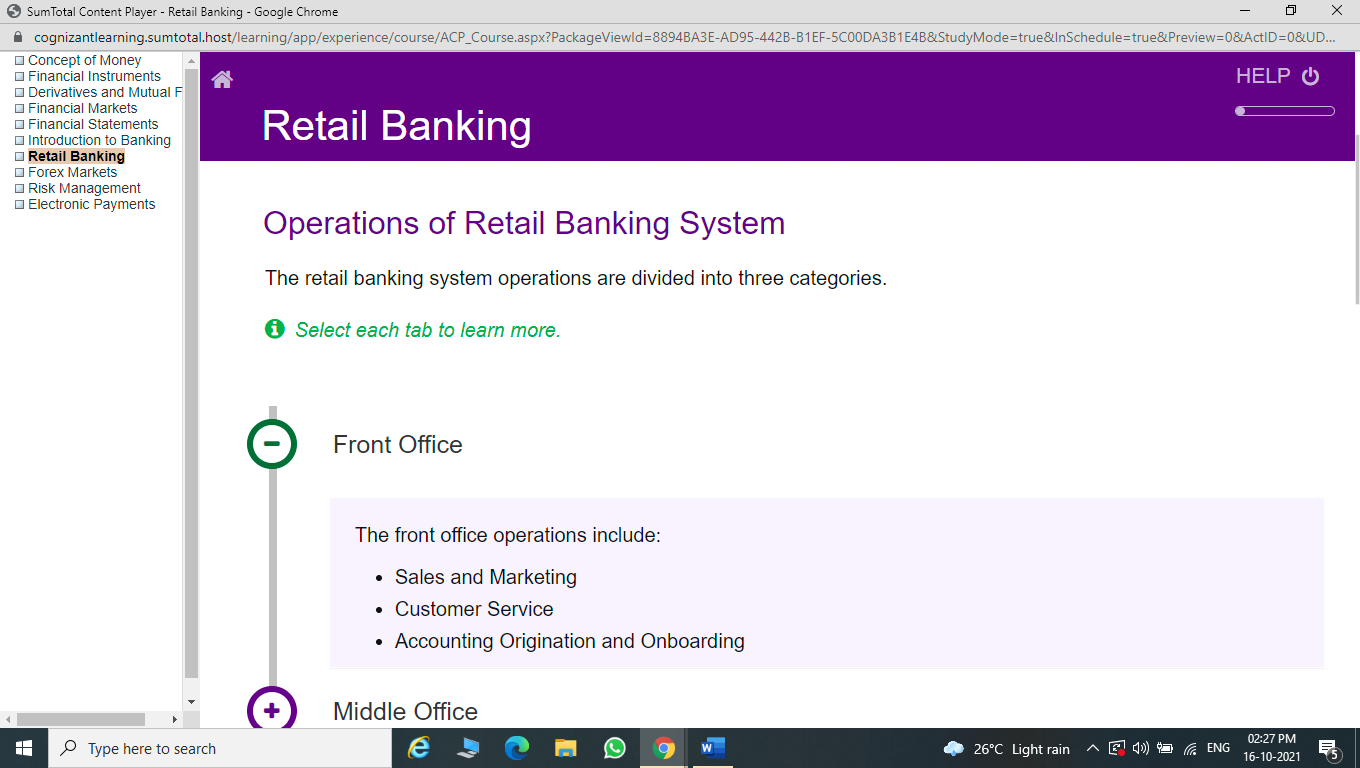 SumTotal Content Player - Retail Banking - Google Chrome
cognizantlearning.sumtotal.host/learning/app/experience/course/ACP_Course.aspx?PackageViewId=8894BA3E-AD95-442B-B1EF-5C00DA3B1E4B&StudyMode=true&InSchedule=true&Preview=0&ActID=0&UD...
Concept of Money
Financial Instruments
Derivatives and Mutual F
Financial Markets
Financial Statements
Introduction to Banking
Retail Banking
Forex Markets
Risk Management
Electronic Payments
HELP
Retail Banking
Operations of Retail Banking System
The retail banking system operations are divided into three categories.
Select each tab to learn more.
Front Office
The front office operations include:
• Sales and Marketing
• Customer Service
• Accounting Origination and Onboarding
Middle Office
Type here to search
26°C Light rain
ENG
02:27 PM
16-10-2021
5